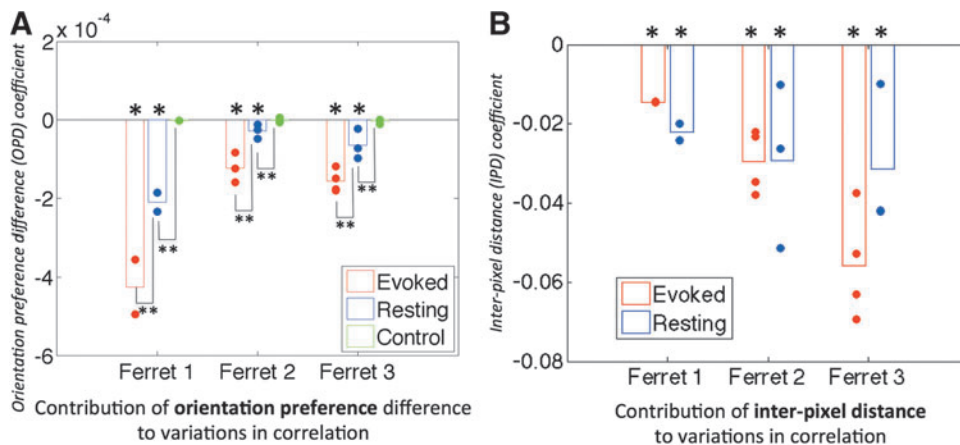 A
2 × 10⁻⁴
0
-2
-4
-6
Orientation preference difference (OPD) coefficient
* * * * * *
** ** ** ** ** **
Evoked
Resting
Control
Ferret 1 Ferret 2 Ferret 3
Contribution of orientation preference difference
to variations in correlation
B
0
-0.02
-0.04
-0.06
-0.08
Inter-pixel distance (IPD) coefficient
* * * * * *
Evoked
Resting
Ferret 1 Ferret 2 Ferret 3
Contribution of inter-pixel distance
to variations in correlation